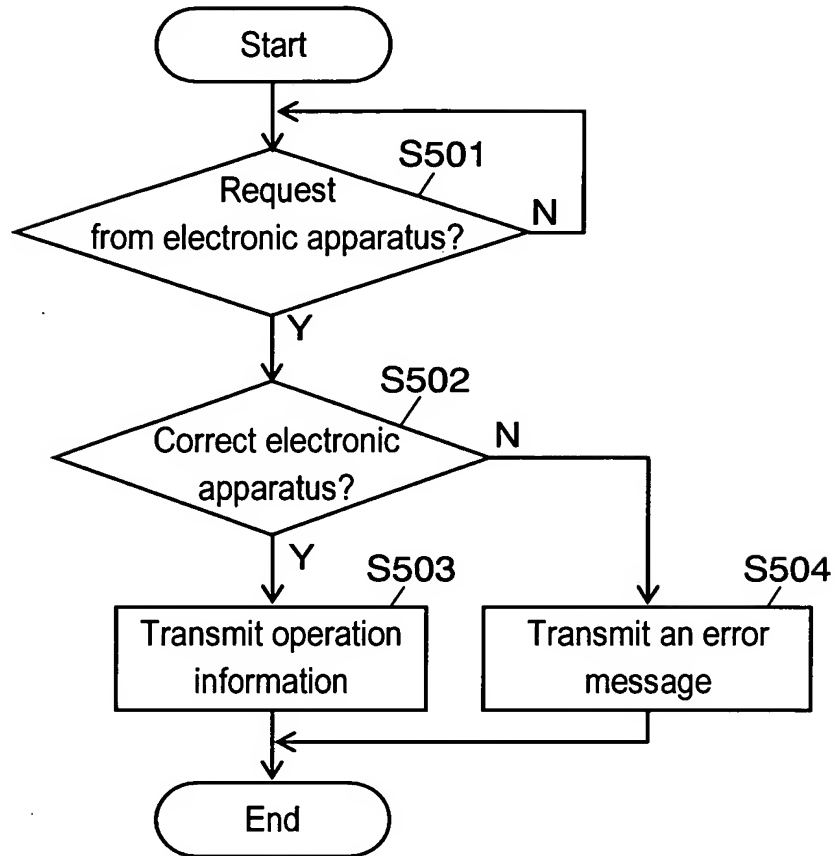 Start
S501
Request
from electronic apparatus?
N
Y
S502
Correct electronic
apparatus?
N
Y
S503
Transmit operation
information
S504
Transmit an error
message
End